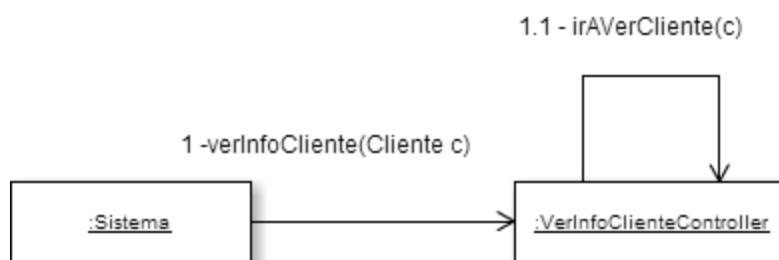 1.1 - irAVerCliente(c)
1 -verInfoCliente(Cliente c)
:Sistema
:VerInfoClienteController